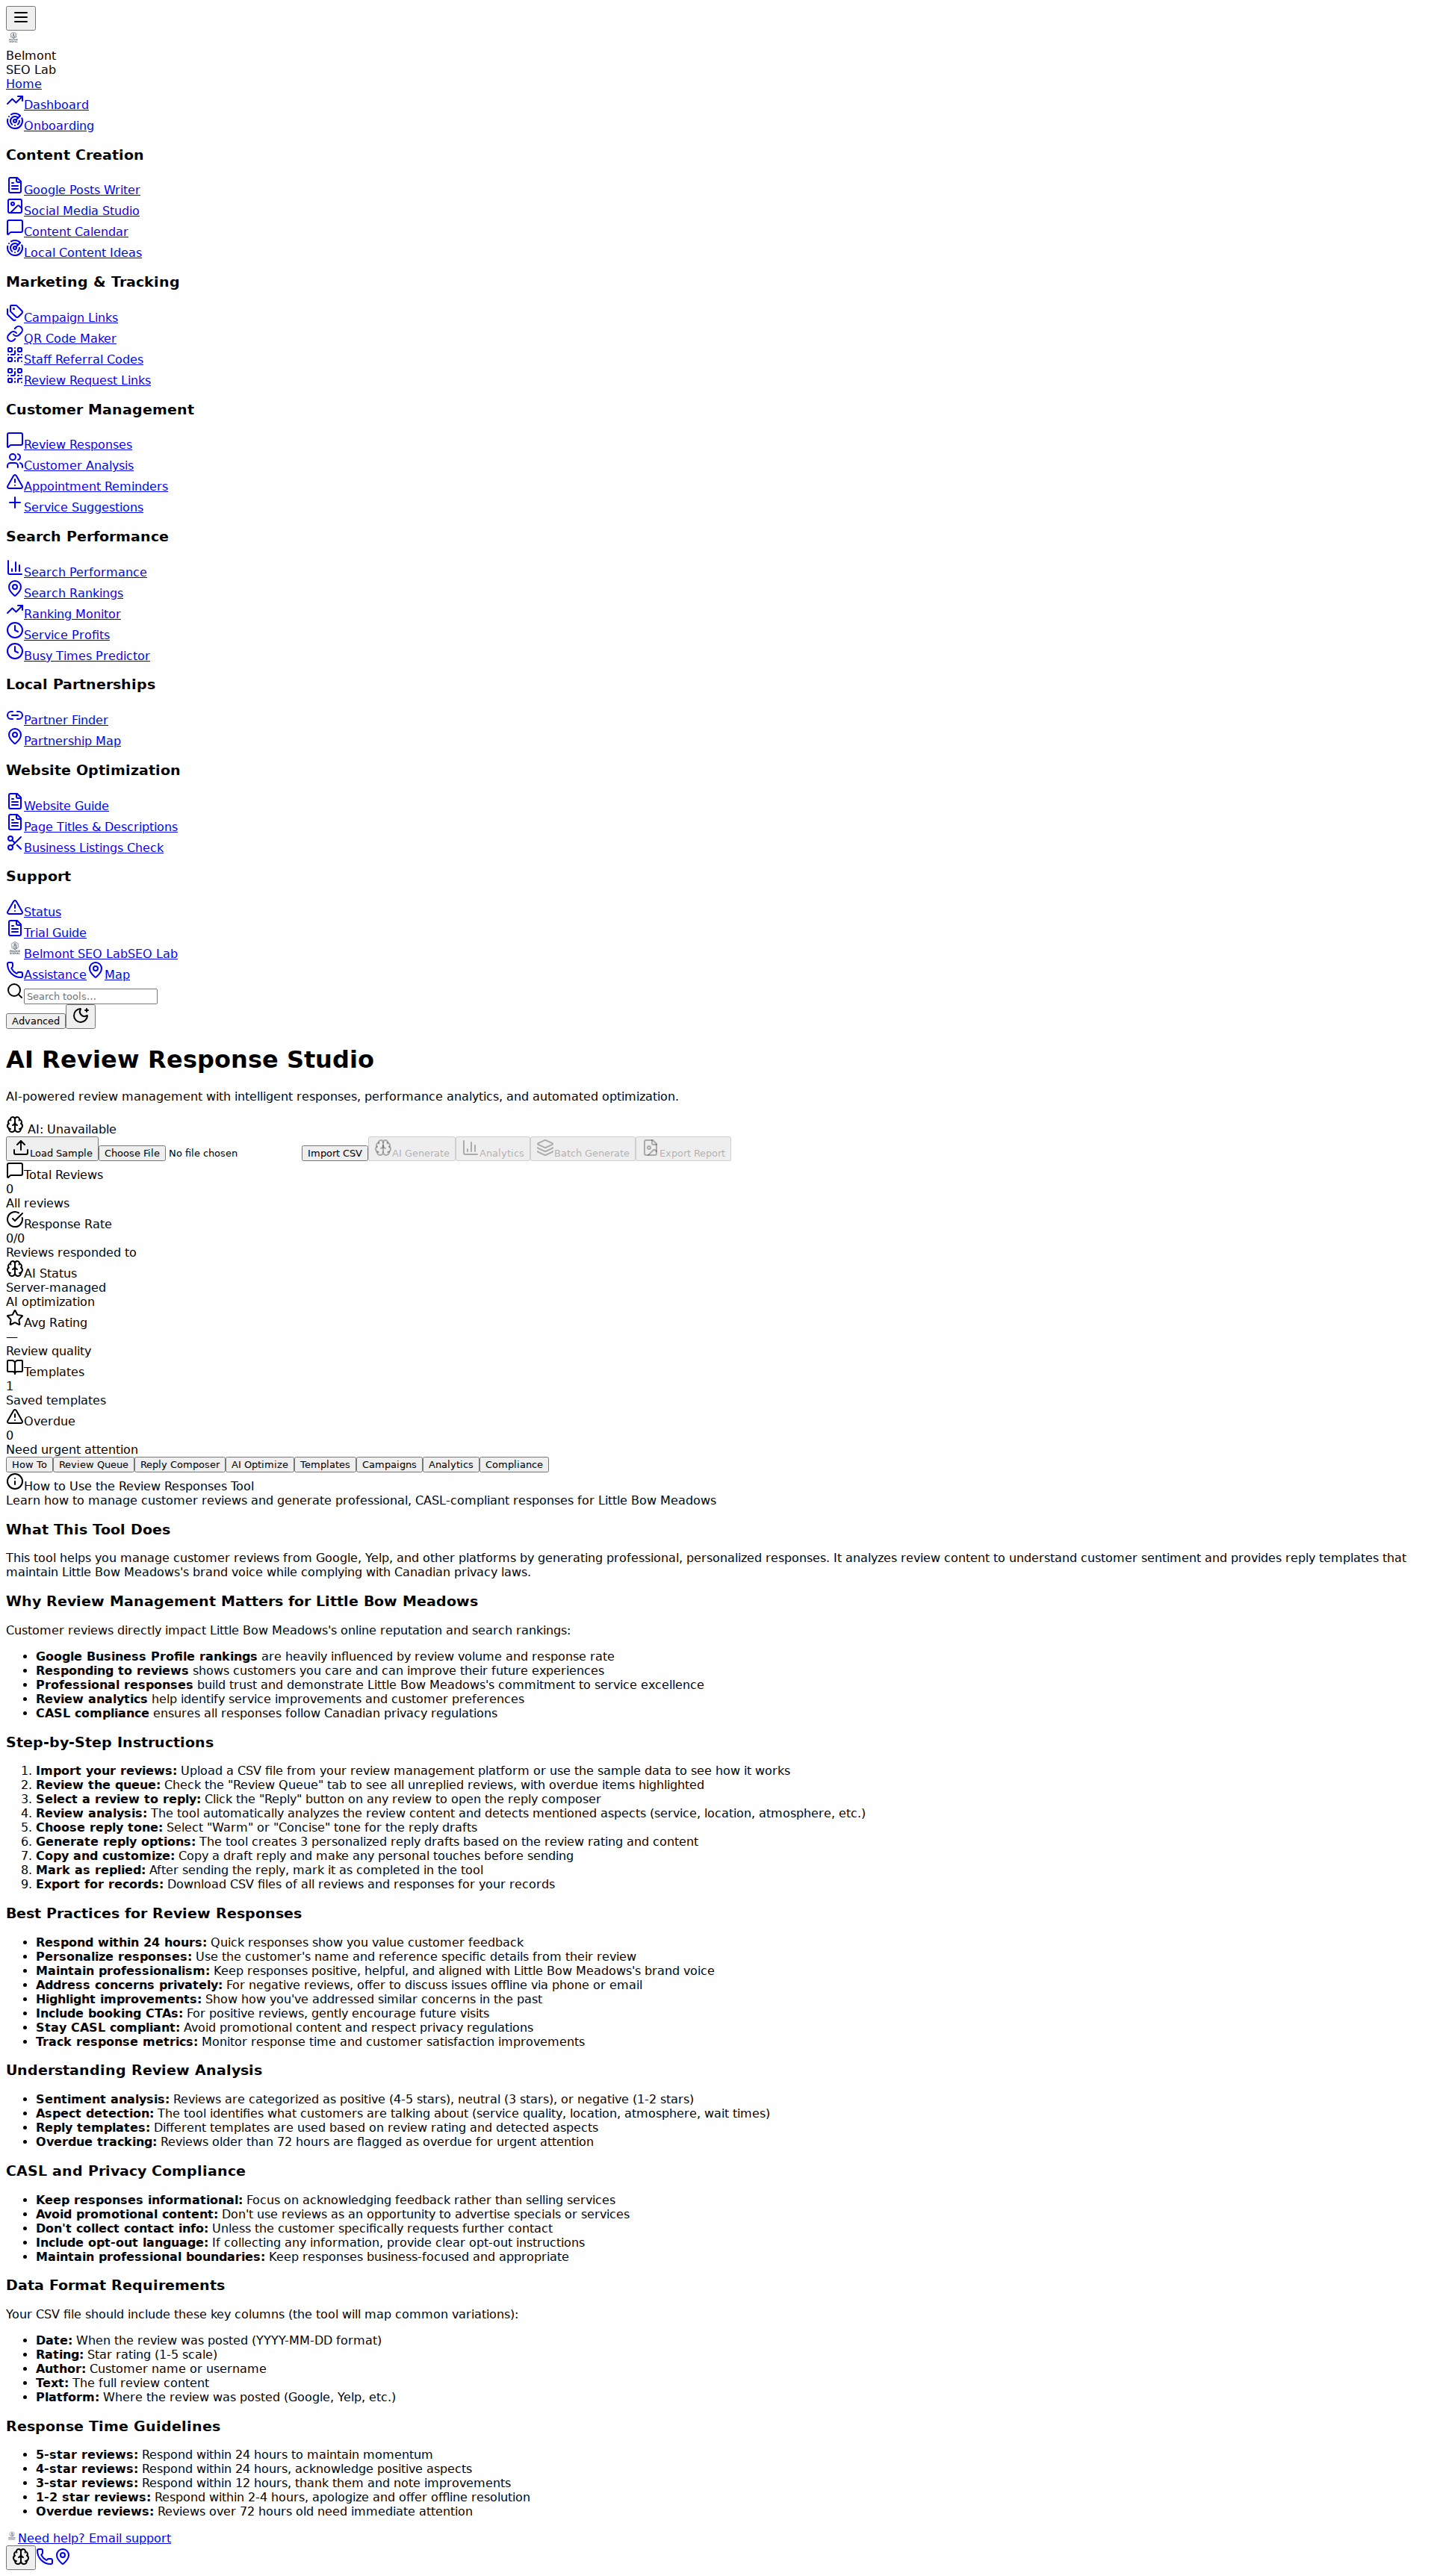 Belmont
SEO Lab
Home
Dashboard
Onboarding
Content Creation
Google Posts Writer
Social Media Studio
Content Calendar
Local Content Ideas
Marketing & Tracking
Campaign Links
QR Code Maker
Staff Referral Codes
Review Request Links
Customer Management
Review Responses
Customer Analysis
Appointment Reminders
Service Suggestions
Search Performance
Search Performance
Search Rankings
Ranking Monitor
Service Profits
Busy Times Predictor
Local Partnerships
Partner Finder
Partnership Map
Website Optimization
Website Guide
Page Titles & Descriptions
Business Listings Check
Support
Status
Trial Guide
Belmont SEO LabSEO Lab
Assistance Map
Search tools...
Advanced
AI Review Response Studio
AI-powered review management with intelligent responses, performance analytics, and automated optimization.
AI: Unavailable
Load Sample Choose File No file chosen Import CSV AI Generate Analytics Batch Generate Export Report
Total Reviews
0
All reviews
Response Rate
0/0
Reviews responded to
AI Status
Server-managed
AI optimization
Avg Rating
—
Review quality
Templates
1
Saved templates
Overdue
0
Need urgent attention
How To Review Queue Reply Composer AI Optimize Templates Campaigns Analytics Compliance
How to Use the Review Responses Tool
Learn how to manage customer reviews and generate professional, CASL-compliant responses for Little Bow Meadows
What This Tool Does
This tool helps you manage customer reviews from Google, Yelp, and other platforms by generating professional, personalized responses. It analyzes review content to understand customer sentiment and provides reply templates that
maintain Little Bow Meadows's brand voice while complying with Canadian privacy laws.
Why Review Management Matters for Little Bow Meadows
Customer reviews directly impact Little Bow Meadows's online reputation and search rankings:
• Google Business Profile rankings are heavily influenced by review volume and response rate
• Responding to reviews shows customers you care and can improve their future experiences
• Professional responses build trust and demonstrate Little Bow Meadows's commitment to service excellence
• Review analytics help identify service improvements and customer preferences
• CASL compliance ensures all responses follow Canadian privacy regulations
Step-by-Step Instructions
1. Import your reviews: Upload a CSV file from your review management platform or use the sample data to see how it works
2. Review the queue: Check the "Review Queue" tab to see all unreplied reviews, with overdue items highlighted
3. Select a review to reply: Click the "Reply" button on any review to open the reply composer
4. Review analysis: The tool automatically analyzes the review content and detects mentioned aspects (service, location, atmosphere, etc.)
5. Choose reply tone: Select "Warm" or "Concise" tone for the reply drafts
6. Generate reply options: The tool creates 3 personalized reply drafts based on the review rating and content
7. Copy and customize: Copy a draft reply and make any personal touches before sending
8. Mark as replied: After sending the reply, mark it as completed in the tool
9. Export for records: Download CSV files of all reviews and responses for your records
Best Practices for Review Responses
• Respond within 24 hours: Quick responses show you value customer feedback
• Personalize responses: Use the customer's name and reference specific details from their review
• Maintain professionalism: Keep responses positive, helpful, and aligned with Little Bow Meadows's brand voice
• Address concerns privately: For negative reviews, offer to discuss issues offline via phone or email
• Highlight improvements: Show how you've addressed similar concerns in the past
• Include booking CTAs: For positive reviews, gently encourage future visits
• Stay CASL compliant: Avoid promotional content and respect privacy regulations
• Track response metrics: Monitor response time and customer satisfaction improvements
Understanding Review Analysis
• Sentiment analysis: Reviews are categorized as positive (4-5 stars), neutral (3 stars), or negative (1-2 stars)
• Aspect detection: The tool identifies what customers are talking about (service quality, location, atmosphere, wait times)
• Reply templates: Different templates are used based on review rating and detected aspects
• Overdue tracking: Reviews older than 72 hours are flagged as overdue for urgent attention
CASL and Privacy Compliance
• Keep responses informational: Focus on acknowledging feedback rather than selling services
• Avoid promotional content: Don't use reviews as an opportunity to advertise specials or services
• Don't collect contact info: Unless the customer specifically requests further contact
• Include opt-out language: If collecting any information, provide clear opt-out instructions
• Maintain professional boundaries: Keep responses business-focused and appropriate
Data Format Requirements
Your CSV file should include these key columns (the tool will map common variations):
• Date: When the review was posted (YYYY-MM-DD format)
• Rating: Star rating (1-5 scale)
• Author: Customer name or username
• Text: The full review content
• Platform: Where the review was posted (Google, Yelp, etc.)
Response Time Guidelines
• 5-star reviews: Respond within 24 hours to maintain momentum
• 4-star reviews: Respond within 24 hours, acknowledge positive aspects
• 3-star reviews: Respond within 12 hours, thank them and note improvements
• 1-2 star reviews: Respond within 2-4 hours, apologize and offer offline resolution
• Overdue reviews: Reviews over 72 hours old need immediate attention
Need help? Email support